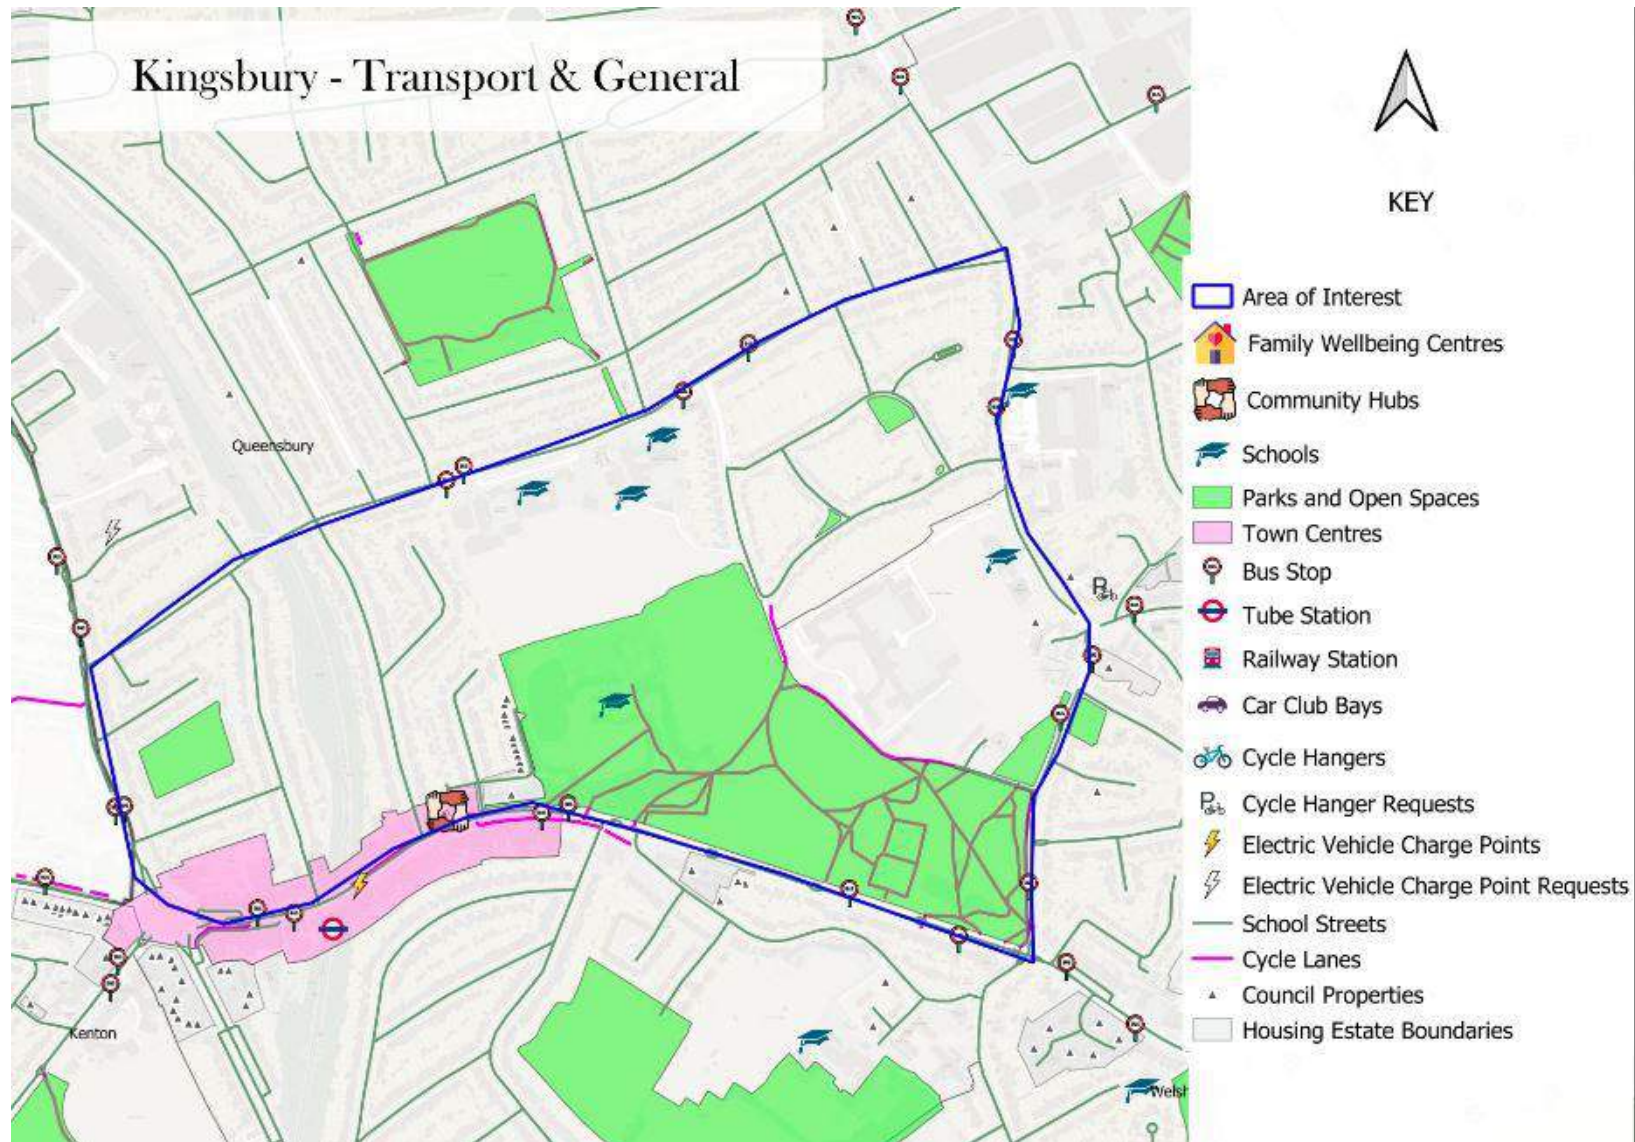 Kingsbury - Transport & General
KEY
Area of Interest
Family Wellbeing Centres
Community Hubs
Schools
Parks and Open Spaces
Town Centres
Bus Stop
Tube Station
Railway Station
Car Club Bays
Cycle Hangers
Cycle Hanger Requests
Electric Vehicle Charge Points
Electric Vehicle Charge Point Requests
School Streets
Cycle Lanes
Council Properties
Housing Estate Boundaries
Queensbury
Kenton
Welsh